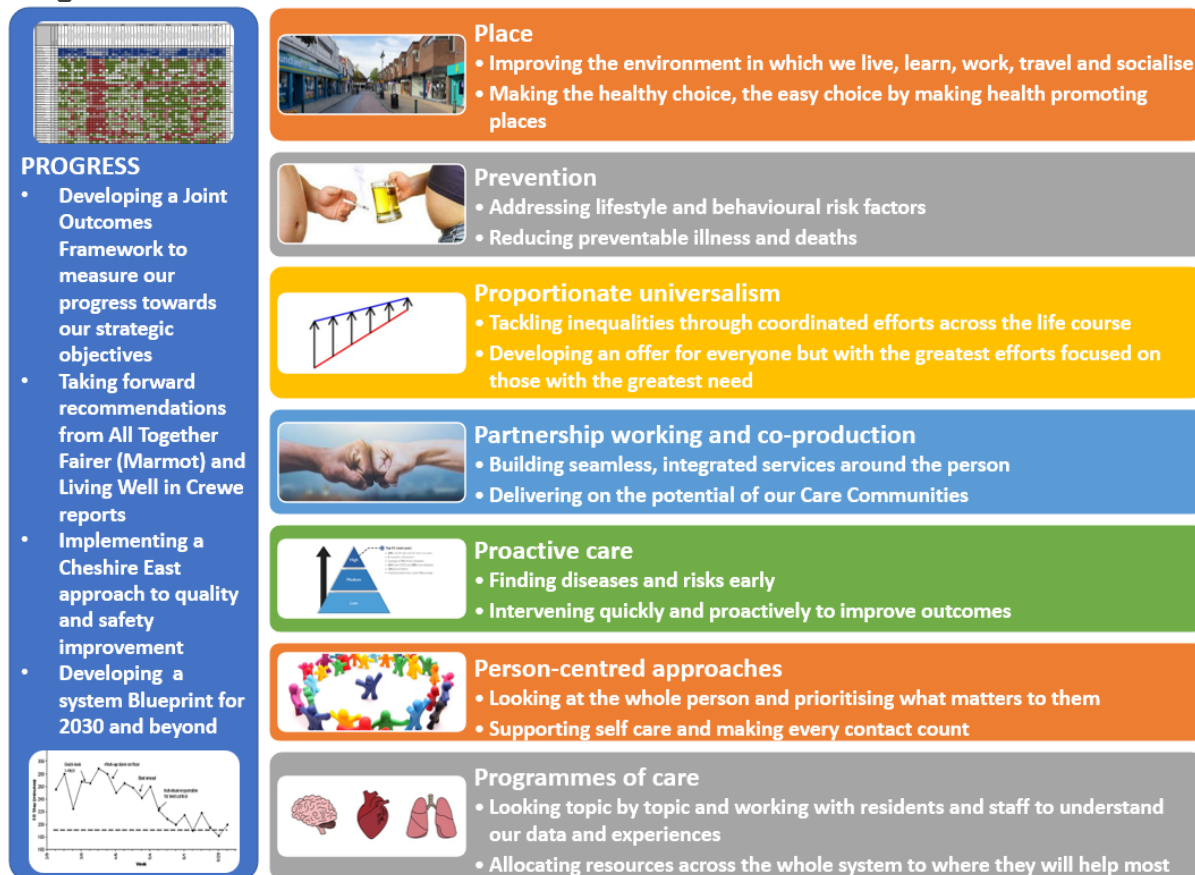 PROGRESS
• Developing a Joint
Outcomes
Framework to
measure our
progress towards
our strategic
objectives
• Taking forward
recommendations
from All Together
Fairer (Marmot) and
Living Well in Crewe
reports
• Implementing a
Cheshire East
approach to quality
and safety
improvement
• Developing a
system Blueprint for
2030 and beyond
Week
Place
• Improving the environment in which we live, learn, work, travel and socialise
• Making the healthy choice, the easy choice by making health promoting
places
Prevention
• Addressing lifestyle and behavioural risk factors
• Reducing preventable illness and deaths
Proportionate universalism
• Tackling inequalities through coordinated efforts across the life course
• Developing an offer for everyone but with the greatest efforts focused on
those with the greatest need
Partnership working and co-production
• Building seamless, integrated services around the person
• Delivering on the potential of our Care Communities
High
Medium
Low
Proactive care
• Finding diseases and risks early
• Intervening quickly and proactively to improve outcomes
Person-centred approaches
• Looking at the whole person and prioritising what matters to them
• Supporting self care and making every contact count
Programmes of care
• Looking topic by topic and working with residents and staff to understand
our data and experiences
• Allocating resources across the whole system to where they will help most